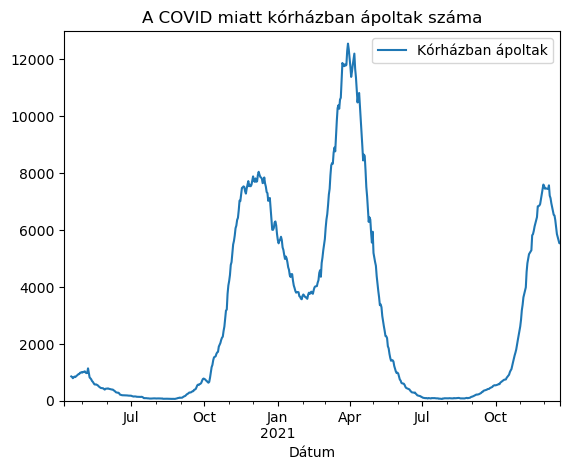 A COVID miatt kórházban ápoltak száma
Kórházban ápoltak
12000
10000
8000
6000
4000
2000
0
Jul Oct Jan Apr Jul Oct
2021
Dátum